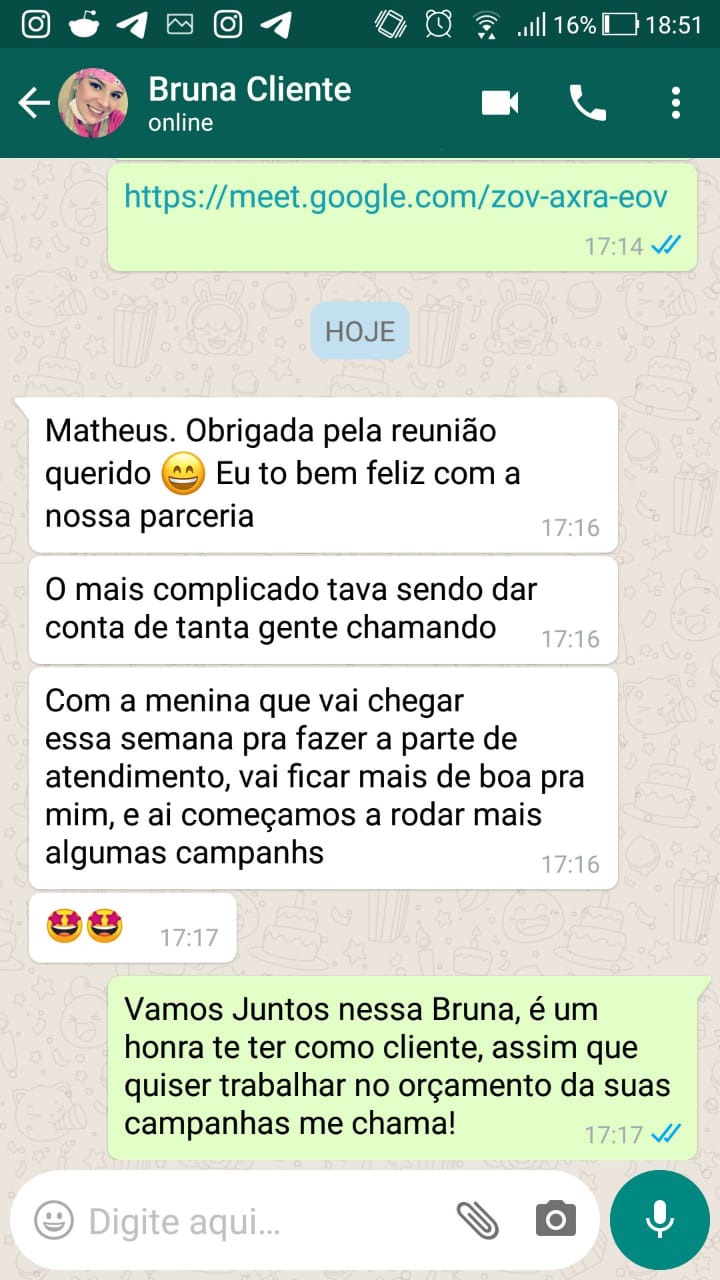 16% 18:51
Bruna Cliente
online
https://meet.google.com/zov-axra-eov
17:14
HOJE
Matheus. Obrigada pela reunião
querido 😄 Eu to bem feliz com a
nossa parceria
17:16
O mais complicado tava sendo dar
conta de tanta gente chamando
17:16
Com a menina que vai chegar
essa semana pra fazer a parte de
atendimento, vai ficar mais de boa pra
mim, e ai começamos a rodar mais
algumas campanhs
17:16
🤩🤩 17:17
Vamos Juntos nessa Bruna, é um
honra te ter como cliente, assim que
quiser trabalhar no orçamento da suas
campanhas me chama!
17:17
Digite aqui...